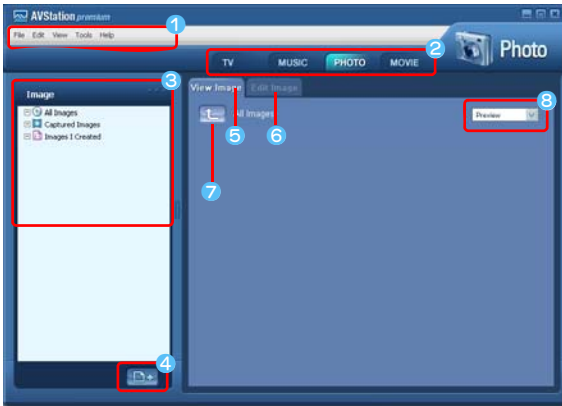 AVStation premium
1
File Edit View Tools Help
Photo
2
TV MUSIC PHOTO MOVIE
3
Image
All Images
Captured Images
Images I Created
4
View Image Edit Image
5
6
All Images
7
8
Preview